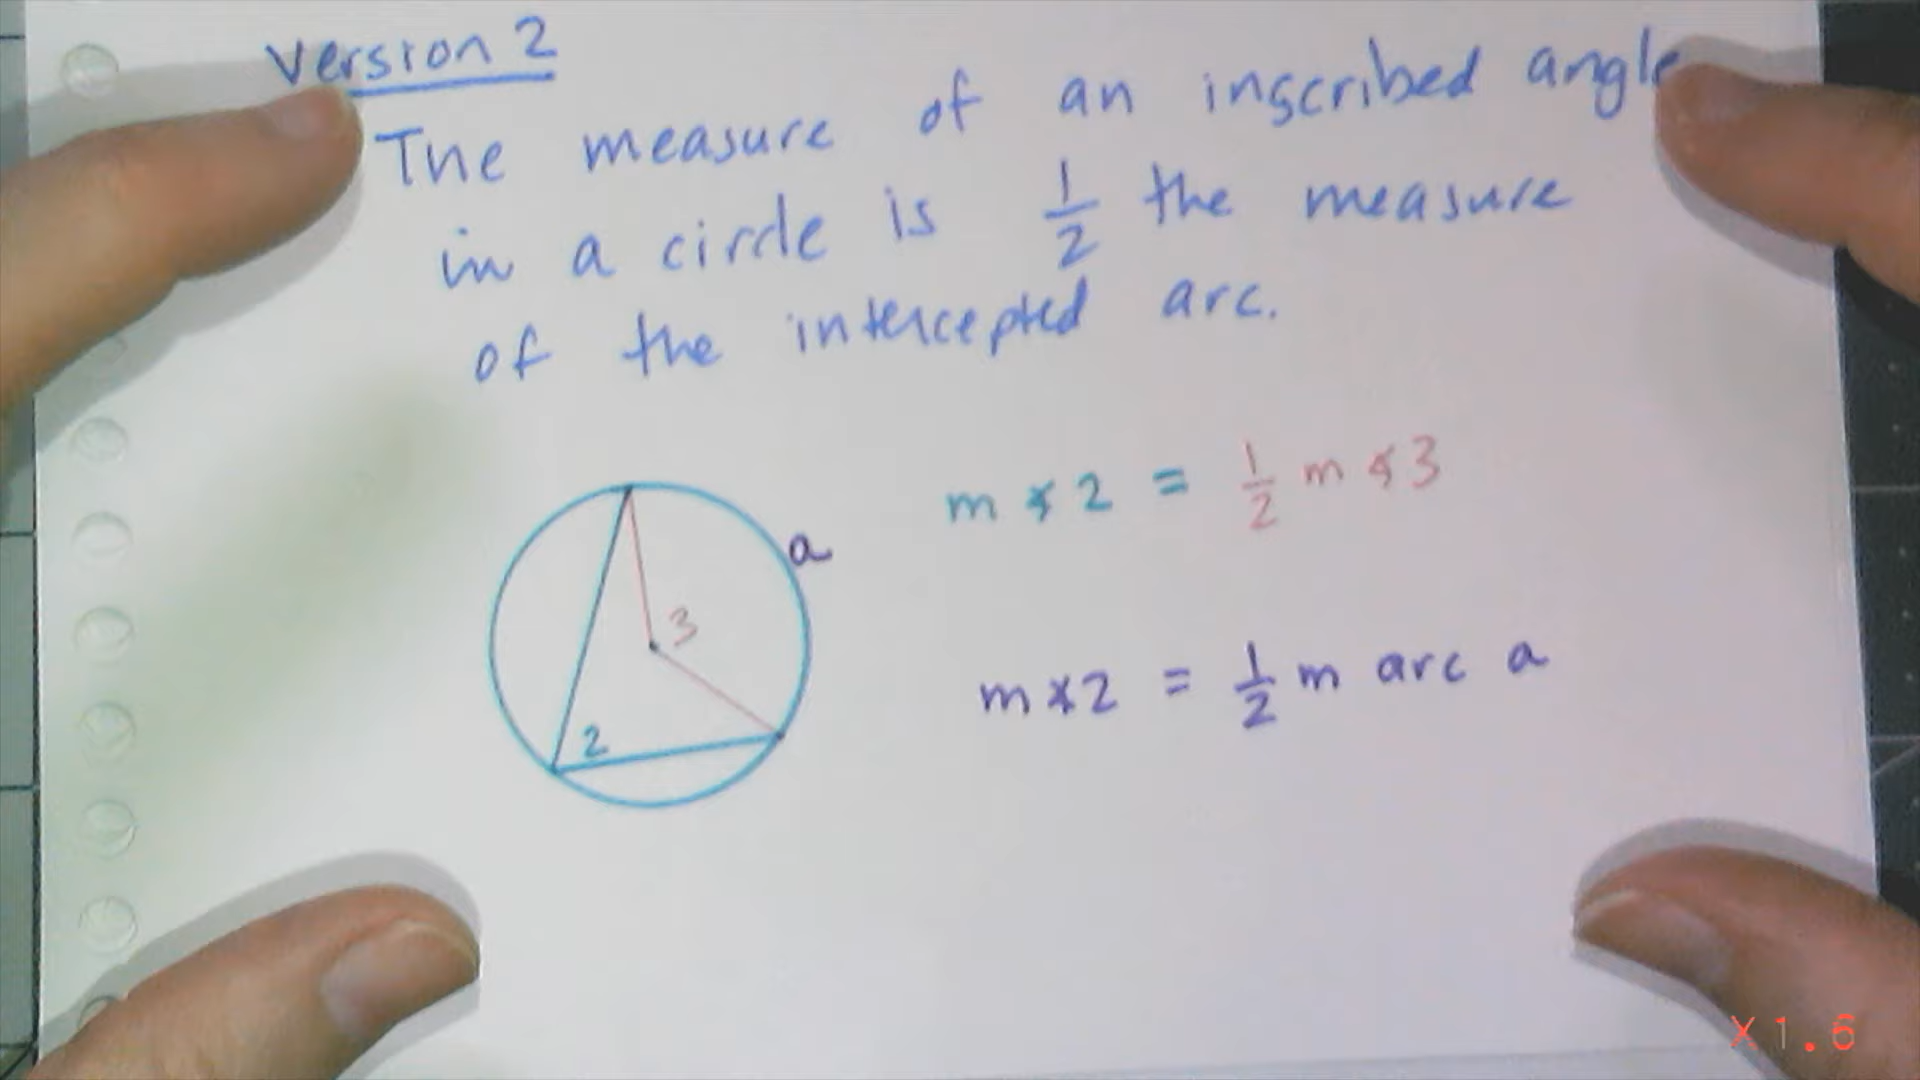 Version 2
The measure of an inscribed angle
in a circle is 1/2 the measure
of the intercepted arc.
m∢2 = 1/2 m∢3
a
3
m∢2 = 1/2 m arc a
2
X1.6